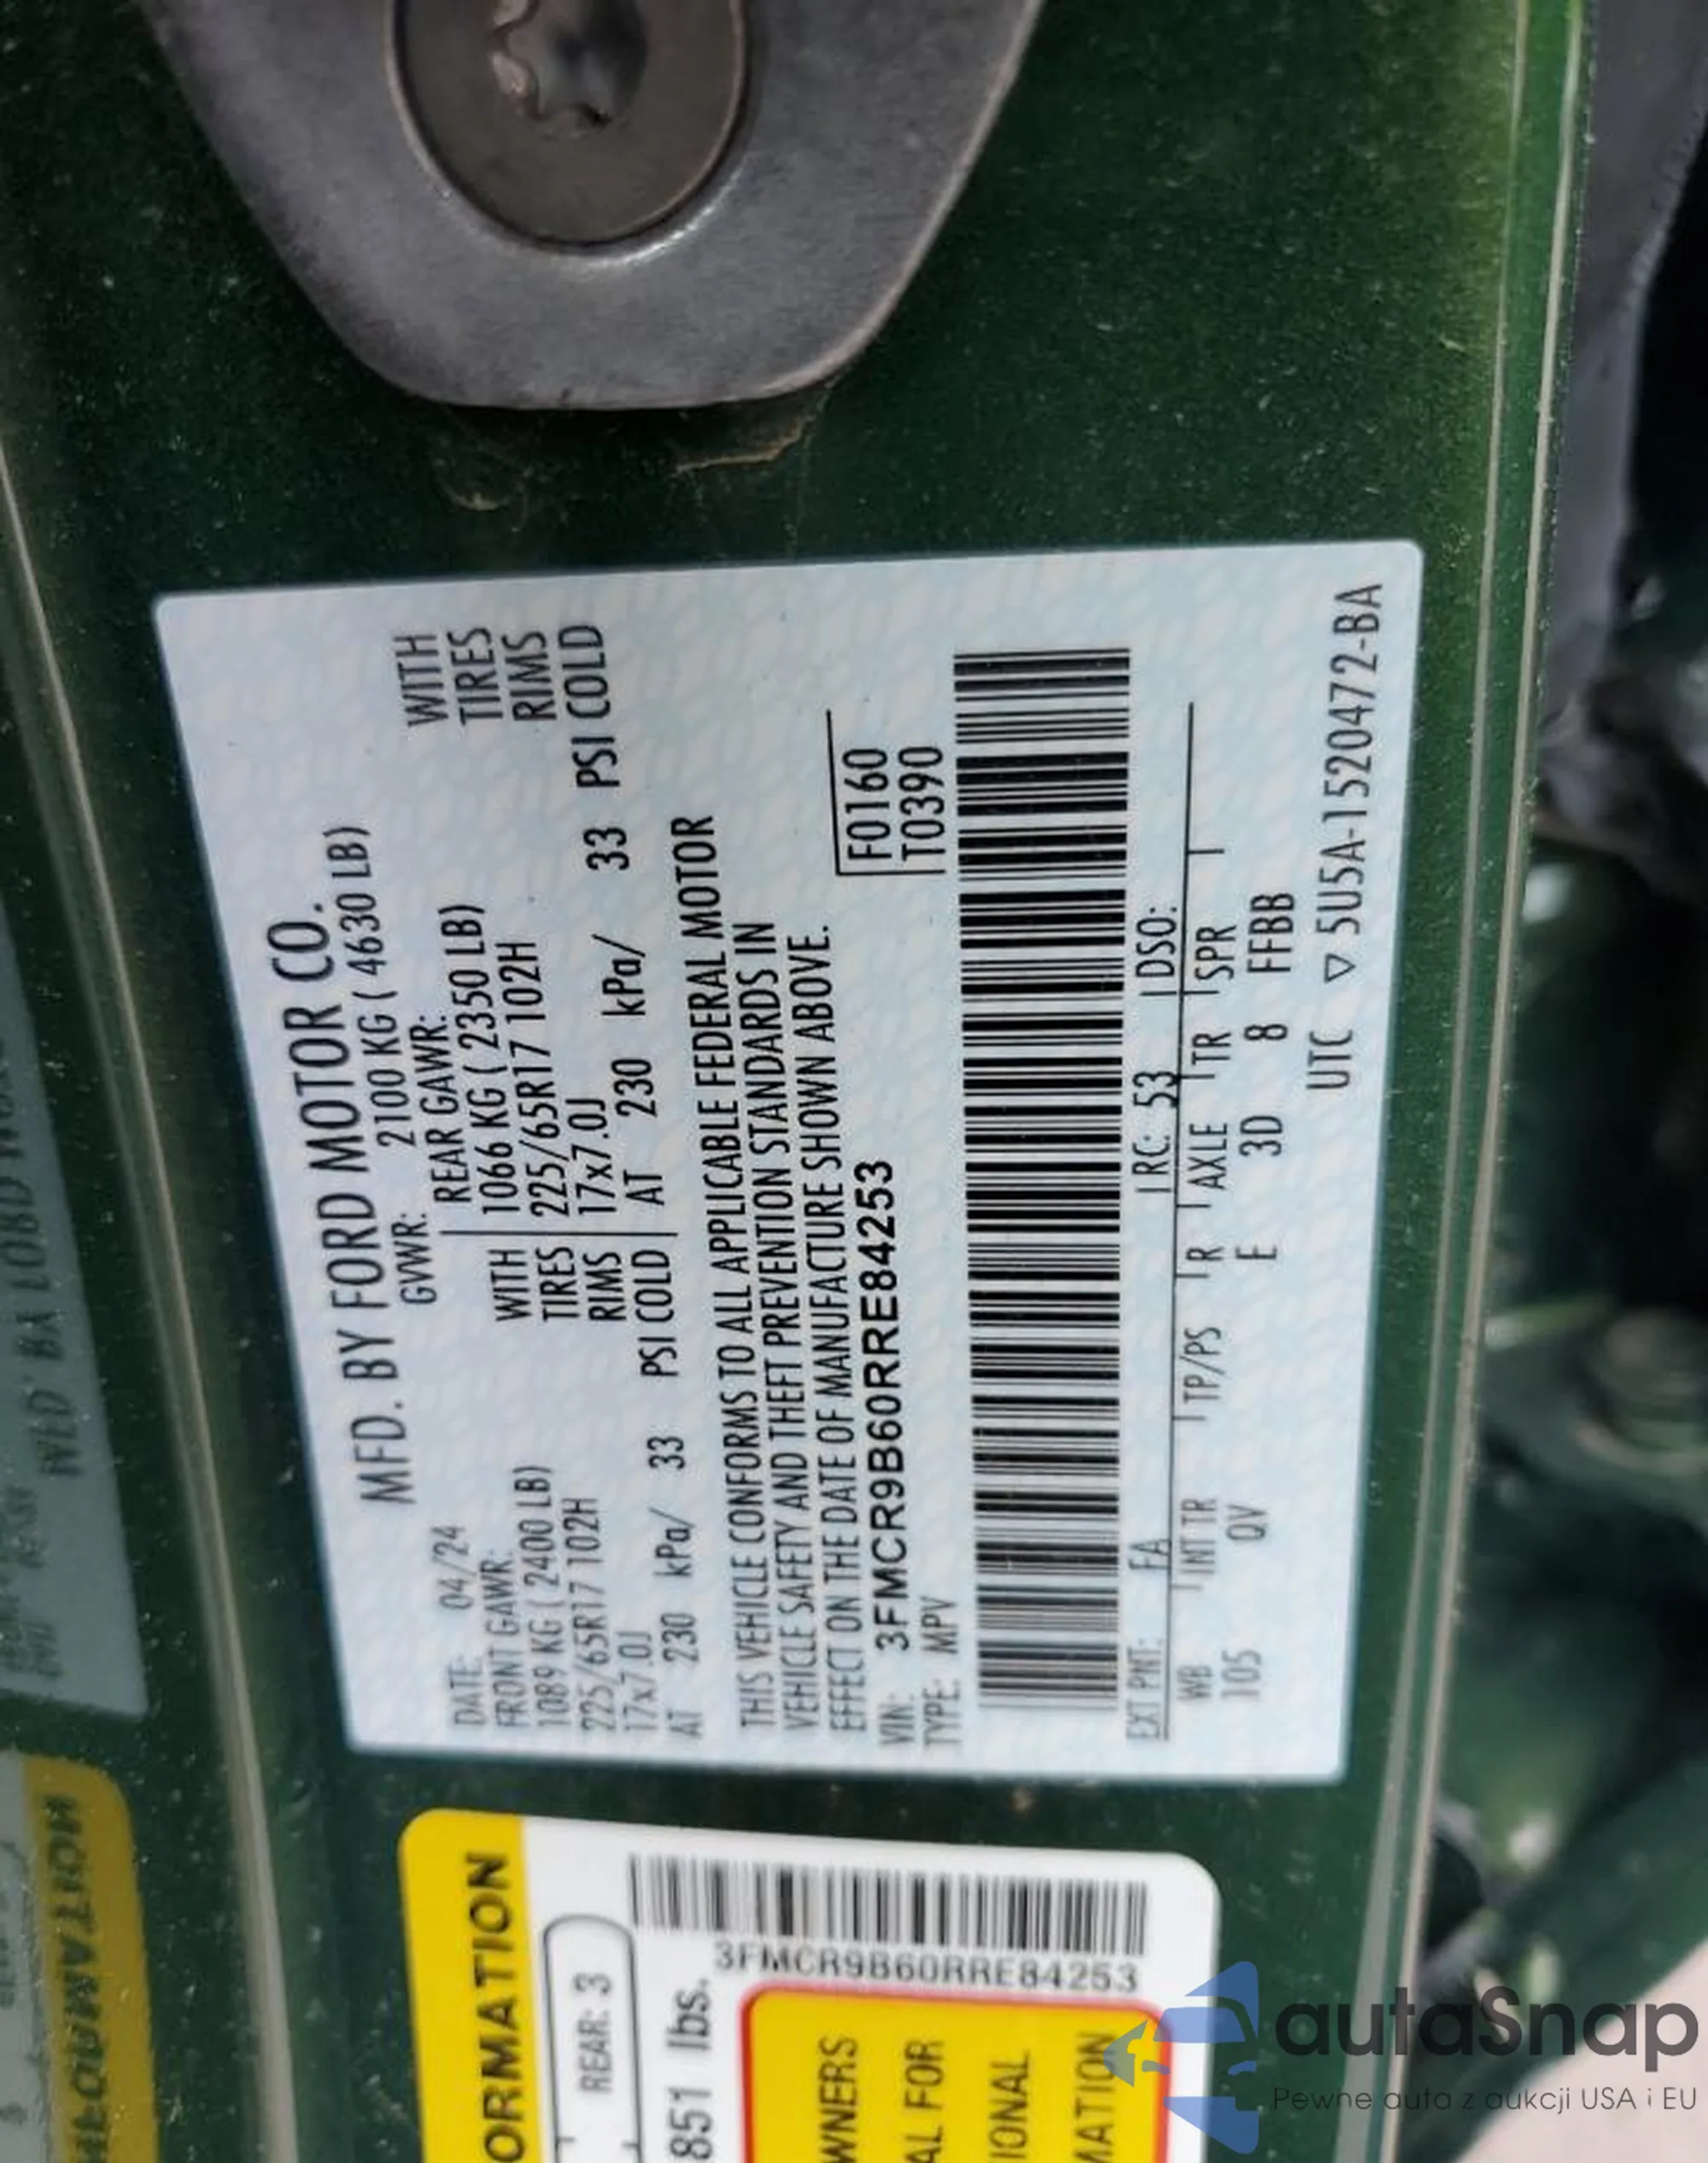 MFD. BY FORD MOTOR CO.
DATE: 04/24 GVWR: 2100 KG ( 4630 LB)
FRONT GAWR: REAR GAWR:
1089 KG ( 2400 LB) WITH 1066 KG ( 2350 LB) WITH
225/65R17 102H TIRES 225/65R17 102H TIRES
17x7.0J RIMS 17x7.0J RIMS
AT 230 kPa/ 33 PSI COLD AT 230 kPa/ 33 PSI COLD
THIS VEHICLE CONFORMS TO ALL APPLICABLE FEDERAL MOTOR
VEHICLE SAFETY AND THEFT PREVENTION STANDARDS IN
EFFECT ON THE DATE OF MANUFACTURE SHOWN ABOVE.
VIN: 3FMCR9B60RRE84253 F0160
TYPE: MPV T0390
EXT PNT: FA RC: 53 DSO:
WB INT TR TP/PS R AXLE TR SPR
105 QV E 3D 8 FFBB
UTC ▽ 5U5A-1520472-BA
ORMATION
REAR: 3
851 lbs.
3FMCR9B60RRE84253
WNERS
AL FOR
IONAL
MATION
autaSnap
Pewne auta z aukcji USA i EU